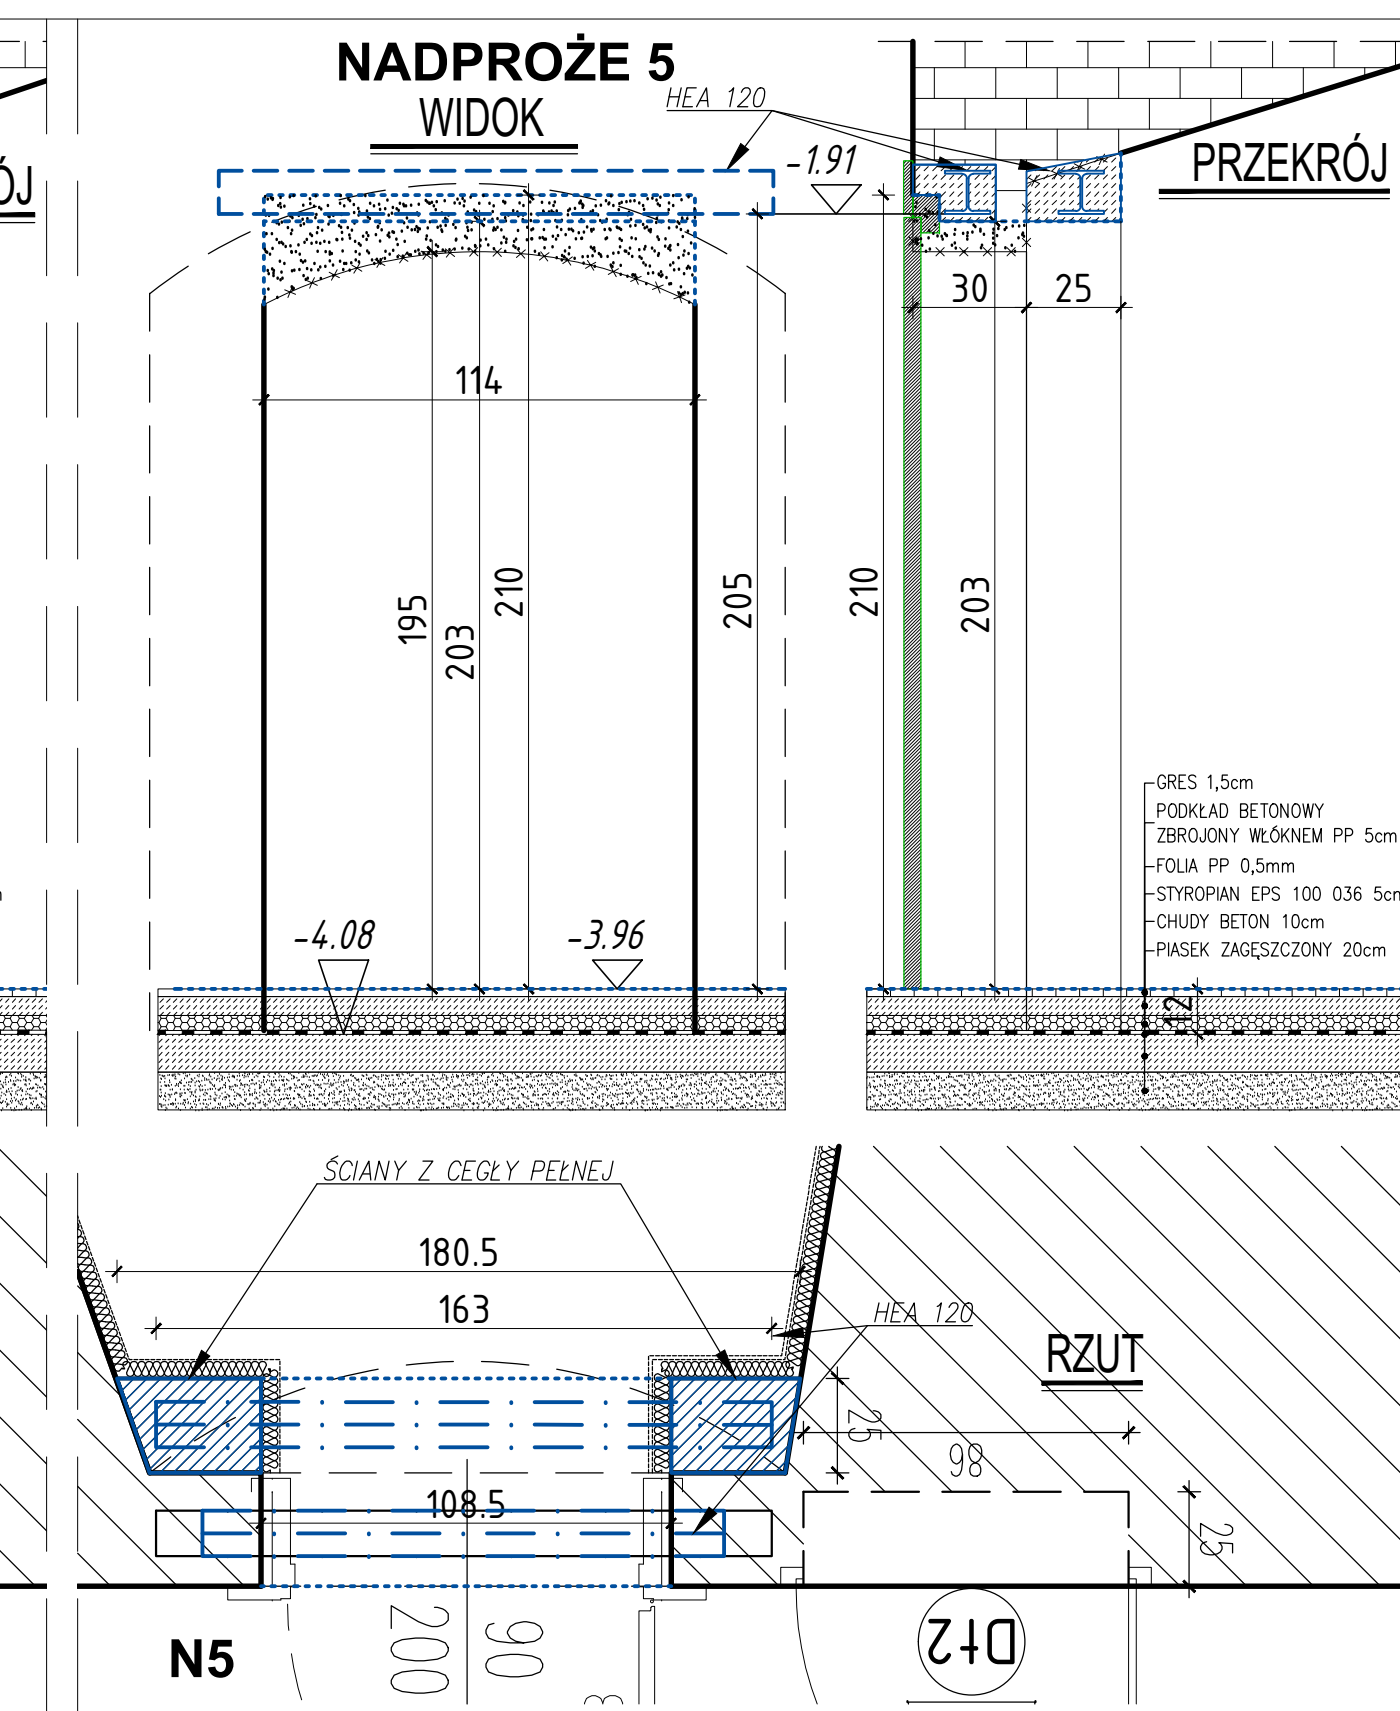 NADPROŻE 5
WIDOK
HEA 120
-1.91
ÓJ
PRZEKRÓJ
30
25
114
195
203
210
205
210
203
GRES 1,5cm
PODKŁAD BETONOWY
ZBROJONY WŁÓKNEM PP 5cm
FOLIA PP 0,5mm
STYROPIAN EPS 100 036 5cm
CHUDY BETON 10cm
PIASEK ZAGĘSZCZONY 20cm
-4.08
-3.96
12
ŚCIANY Z CEGŁY PEŁNEJ
180.5
163
HEA 120
RZUT
25
98
108.5
25
N5
200
90
Dt2